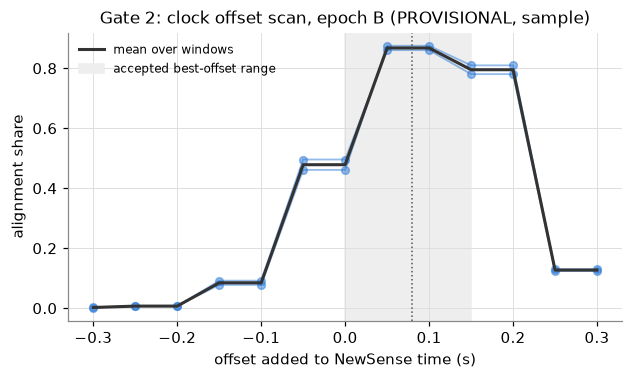 Gate 2: clock offset scan, epoch B (PROVISIONAL, sample)
mean over windows
accepted best-offset range
alignment share
0.8
0.6
0.4
0.2
0.0
−0.3 −0.2 −0.1 0.0 0.1 0.2 0.3
offset added to NewSense time (s)